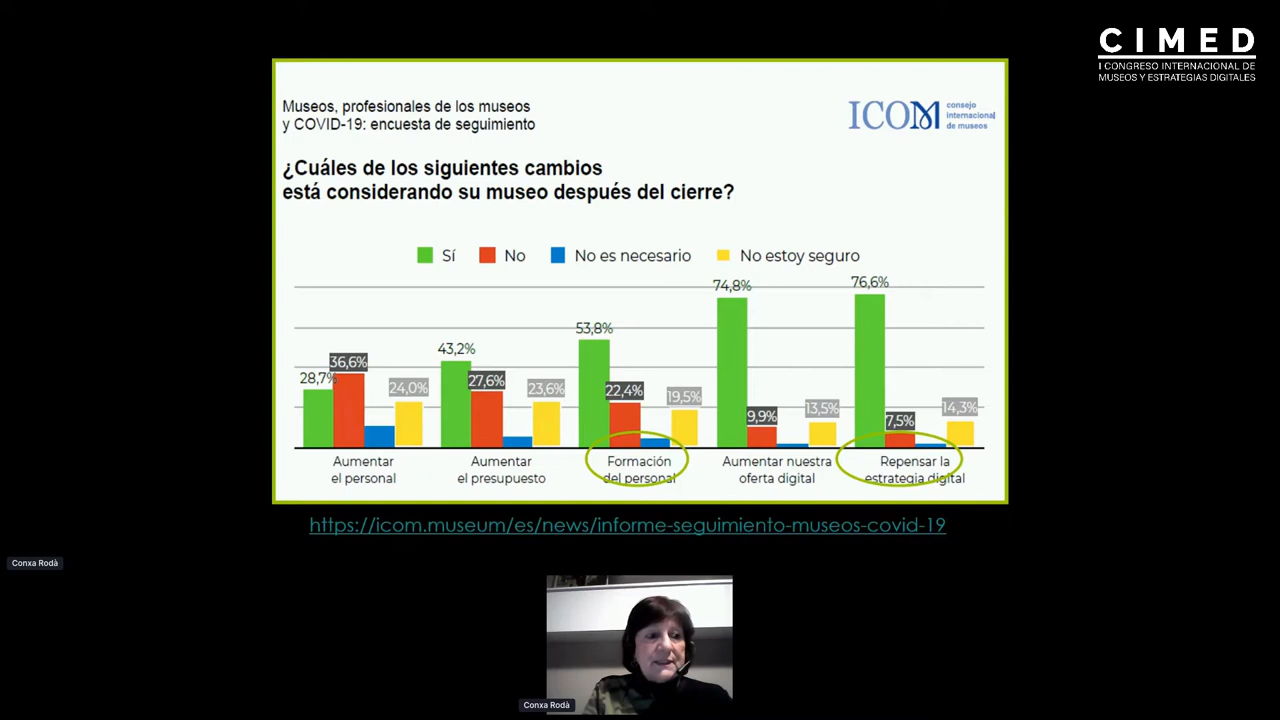 CIMED
I CONGRESO INTERNACIONAL DE
MUSEOS Y ESTRATEGIAS DIGITALES
Museos, profesionales de los museos
y COVID-19: encuesta de seguimiento
ICOM
consejo
internacional
de museos
¿Cuáles de los siguientes cambios
está considerando su museo después del cierre?
Sí No No es necesario No estoy seguro
28,7% 36,6% 24,0%
43,2% 27,6% 23,6%
53,8% 22,4% 19,5%
74,8% 9,9% 13,5%
76,6% 7,5% 14,3%
Aumentar
el personal
Aumentar
el presupuesto
Formación
del personal
Aumentar nuestra
oferta digital
Repensar la
estrategia digital
https://icom.museum/es/news/informe-seguimiento-museos-covid-19
Conxa Rodà
Conxa Rodà